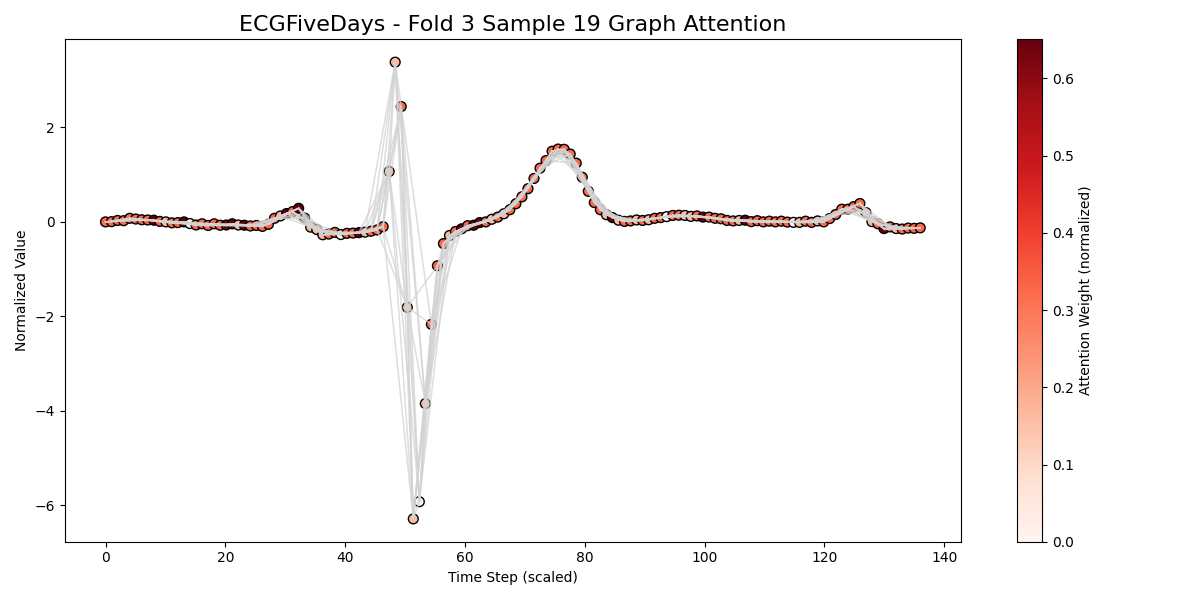 ECGFiveDays - Fold 3 Sample 19 Graph Attention
Normalized Value
2
0
−2
−4
−6
0 20 40 60 80 100 120 140
Time Step (scaled)
0.6
0.5
0.4
0.3
0.2
0.1
0.0
Attention Weight (normalized)